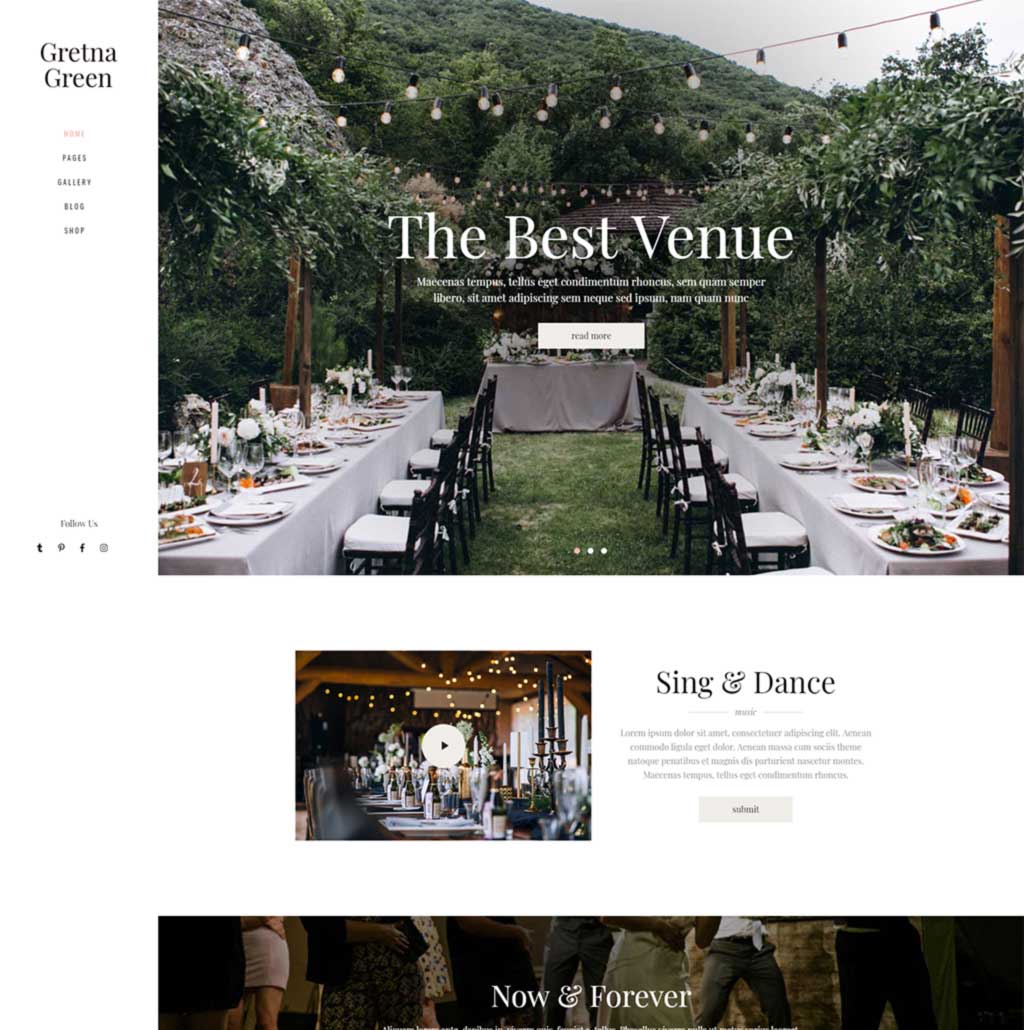 Gretna
Green
HOME
PAGES
GALLERY
BLOG
SHOP
Follow Us
The Best Venue
Maecenas tempus, tellus eget condimentum rhoncus, sem quam semper
libero, sit amet adipiscing sem neque sed ipsum, nam quam nunc
read more
2
Sing & Dance
music
Lorem ipsum dolor sit amet, consectetuer adipiscing elit. Aenean
commodo ligula eget dolor. Aenean massa cum sociis theme
natoque penatibus et magnis dis parturient nascetur montes.
Maecenas tempus, tellus eget condimentum rhoncus.
submit
Now & Forever